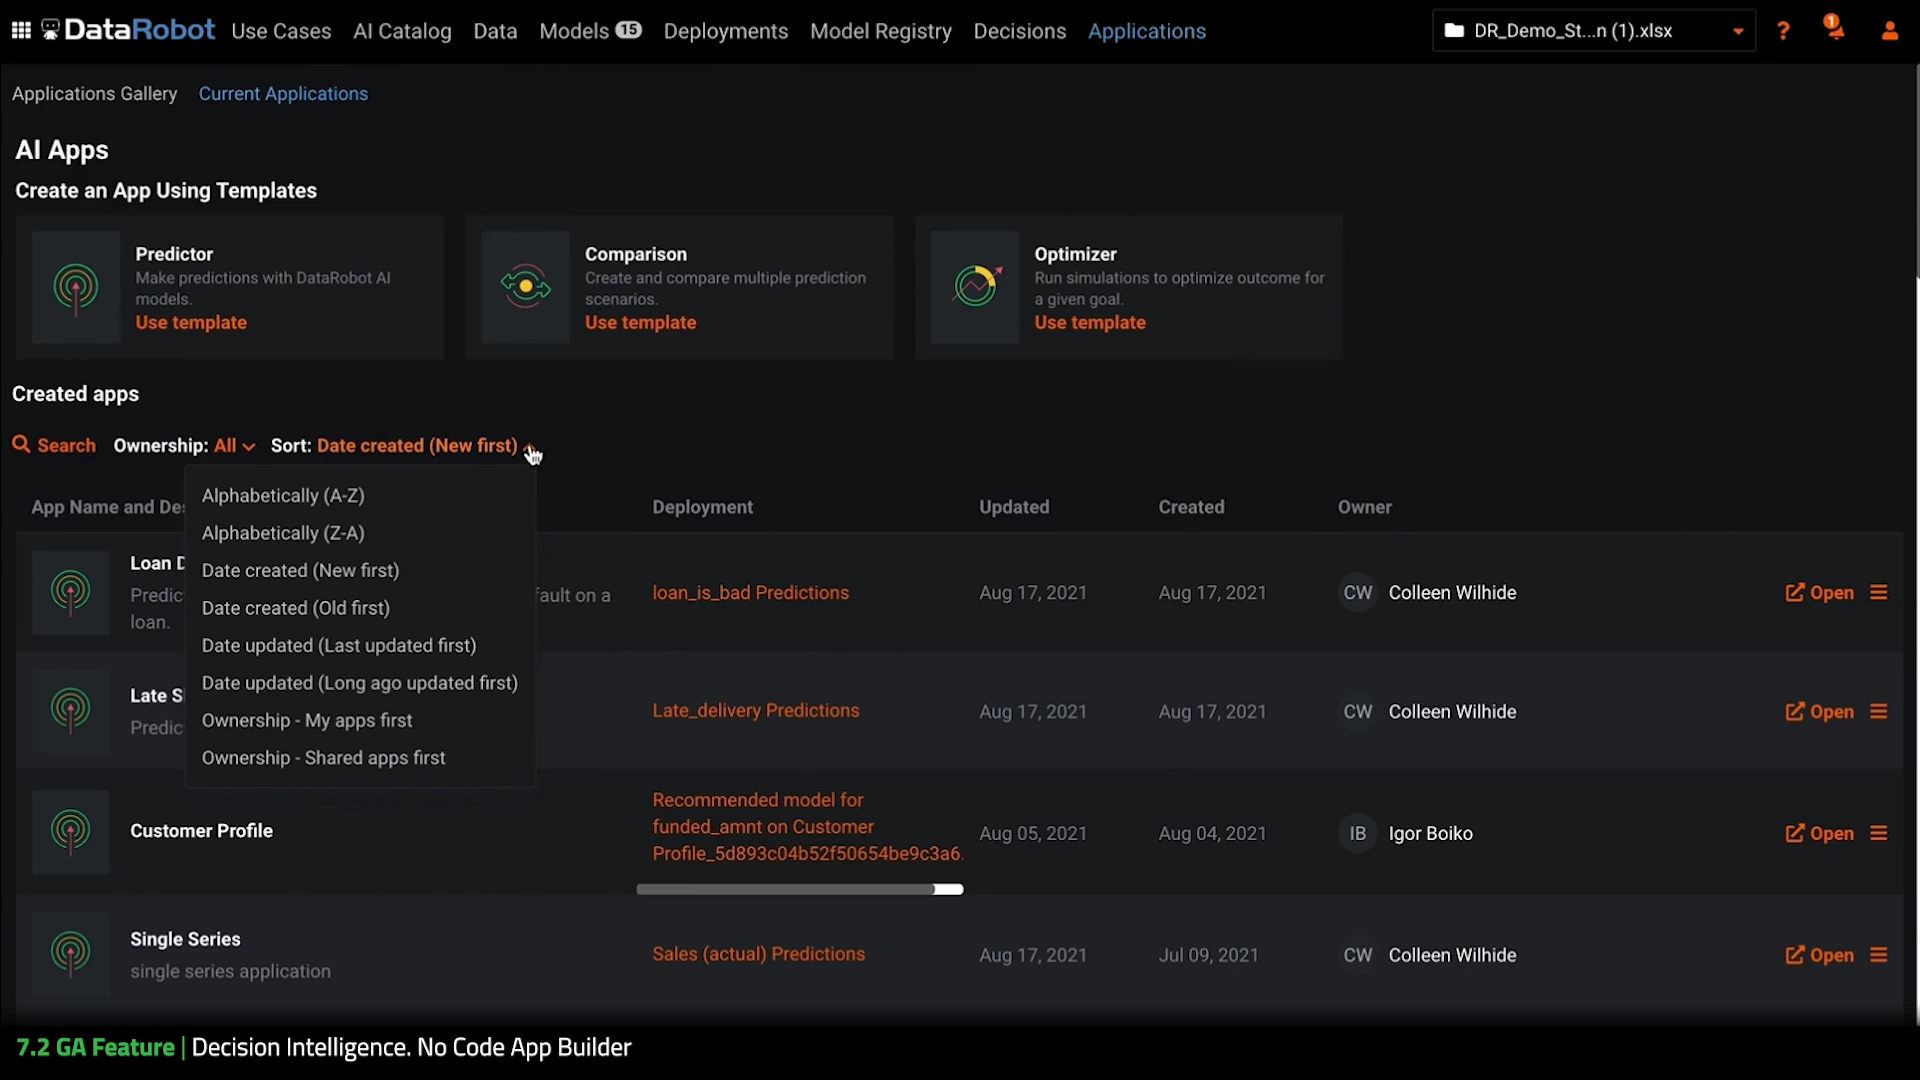 DataRobot Use Cases AI Catalog Data Models 15 Deployments Model Registry Decisions Applications DR_Demo_St...n (1).xlsx ? 1
Applications Gallery Current Applications
AI Apps
Create an App Using Templates
Predictor
Make predictions with DataRobot AI
models.
Use template
Comparison
Create and compare multiple prediction
scenarios.
Use template
Optimizer
Run simulations to optimize outcome for
a given goal.
Use template
Created apps
Search Ownership: All Sort: Date created (New first)
Alphabetically (A-Z)
Alphabetically (Z-A)
Date created (New first)
Date created (Old first)
Date updated (Last updated first)
Date updated (Long ago updated first)
Ownership - My apps first
Ownership - Shared apps first
App Name and Des Deployment Updated Created Owner
Loan D
Predic fault on a
loan.
loan_is_bad Predictions Aug 17, 2021 Aug 17, 2021 CW Colleen Wilhide Open
Late S
Predic
Late_delivery Predictions Aug 17, 2021 Aug 17, 2021 CW Colleen Wilhide Open
Customer Profile
Recommended model for
funded_amnt on Customer
Profile_5d893c04b52f50654be9c3a6.
Aug 05, 2021 Aug 04, 2021 IB Igor Boiko Open
Single Series
single series application
Sales (actual) Predictions Aug 17, 2021 Jul 09, 2021 CW Colleen Wilhide Open
7.2 GA Feature | Decision Intelligence. No Code App Builder